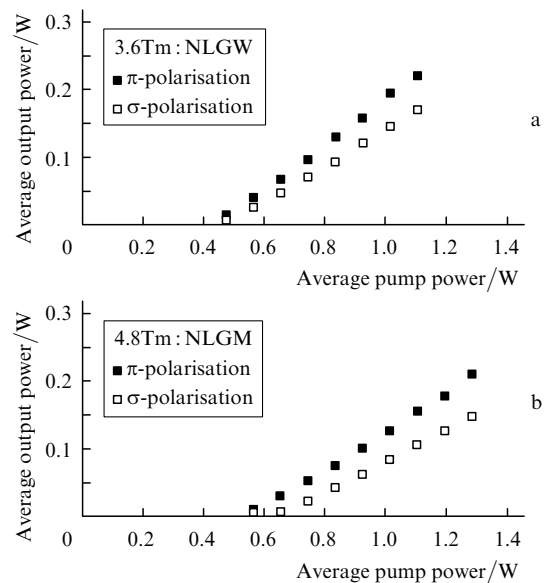 Average output power/W
0.3
0.2
0.1
3.6Tm : NLGW
π-polarisation
σ-polarisation
a
0 0.2 0.4 0.6 0.8 1.0 1.2 1.4
Average pump power/W
Average output power/W
0.3
0.2
0.1
4.8Tm : NLGM
π-polarisation
σ-polarisation
b
0 0.2 0.4 0.6 0.8 1.0 1.2 1.4
Average pump power/W